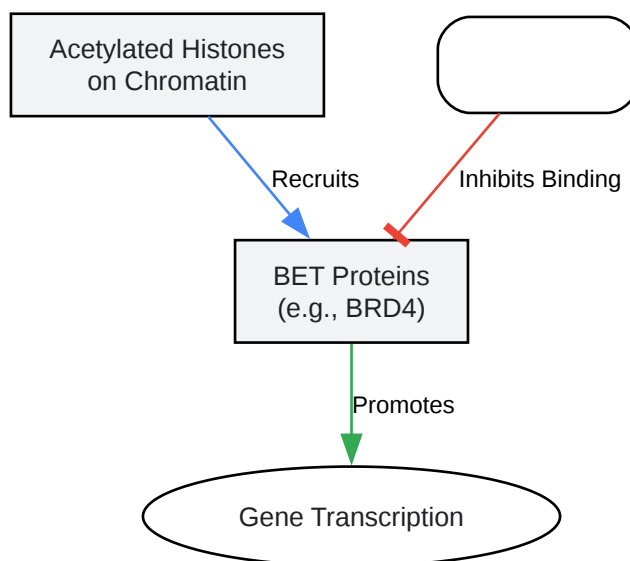 Acetylated Histones
on Chromatin
Recruits
Inhibits Binding
BET Proteins
(e.g., BRD4)
Promotes
Gene Transcription